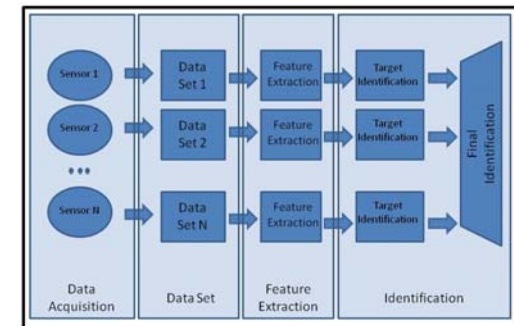 Sensor 1
Data
Set 1
Feature
Extraction
Target
Identification
Sensor 2
Data
Set 2
Feature
Extraction
Target
Identification
...
Sensor N
Data
Set N
Feature
Extraction
Target
Identification
Final
Identification
Data
Acquisition
Data Set
Feature
Extraction
Identification